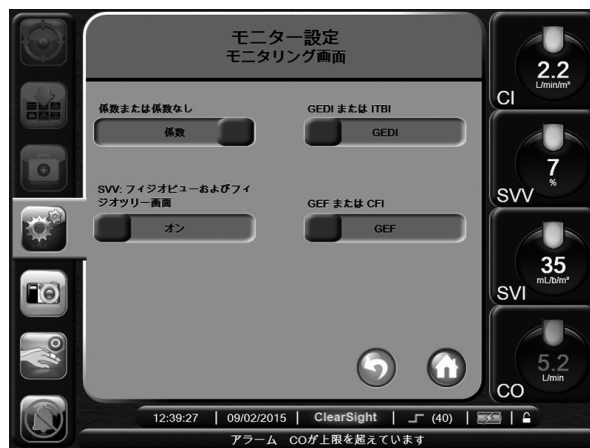 モニター設定
モニタリング画面
係数または係数なし
係数
GEDI または ITBI
GEDI
SVV: フィジオビューおよびフィ
ジオツリー画面
オン
GEF または CFI
GEF
2.2
L/min/m²
CI
7
%
SVV
35
mL/b/m²
SVI
5.2
L/min
CO
12:39:27 | 09/02/2015 | ClearSight | (40)
アラーム COが上限を超えています